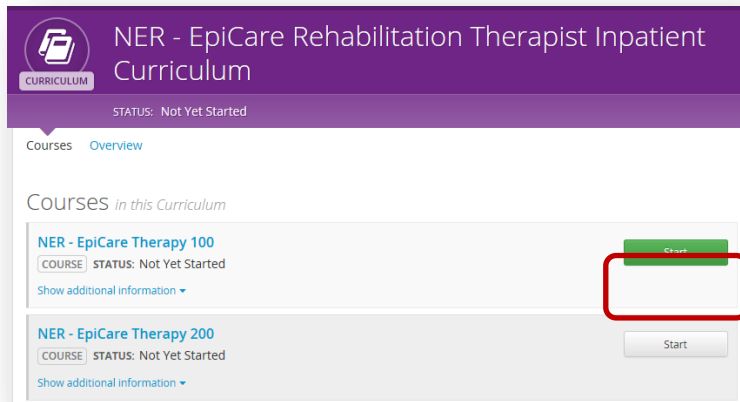 NER - EpiCare Rehabilitation Therapist Inpatient
Curriculum
CURRICULUM
STATUS: Not Yet Started
Courses Overview
Courses in this Curriculum
NER - EpiCare Therapy 100
COURSE STATUS: Not Yet Started
Start
Show additional information
NER - EpiCare Therapy 200
COURSE STATUS: Not Yet Started
Start
Show additional information